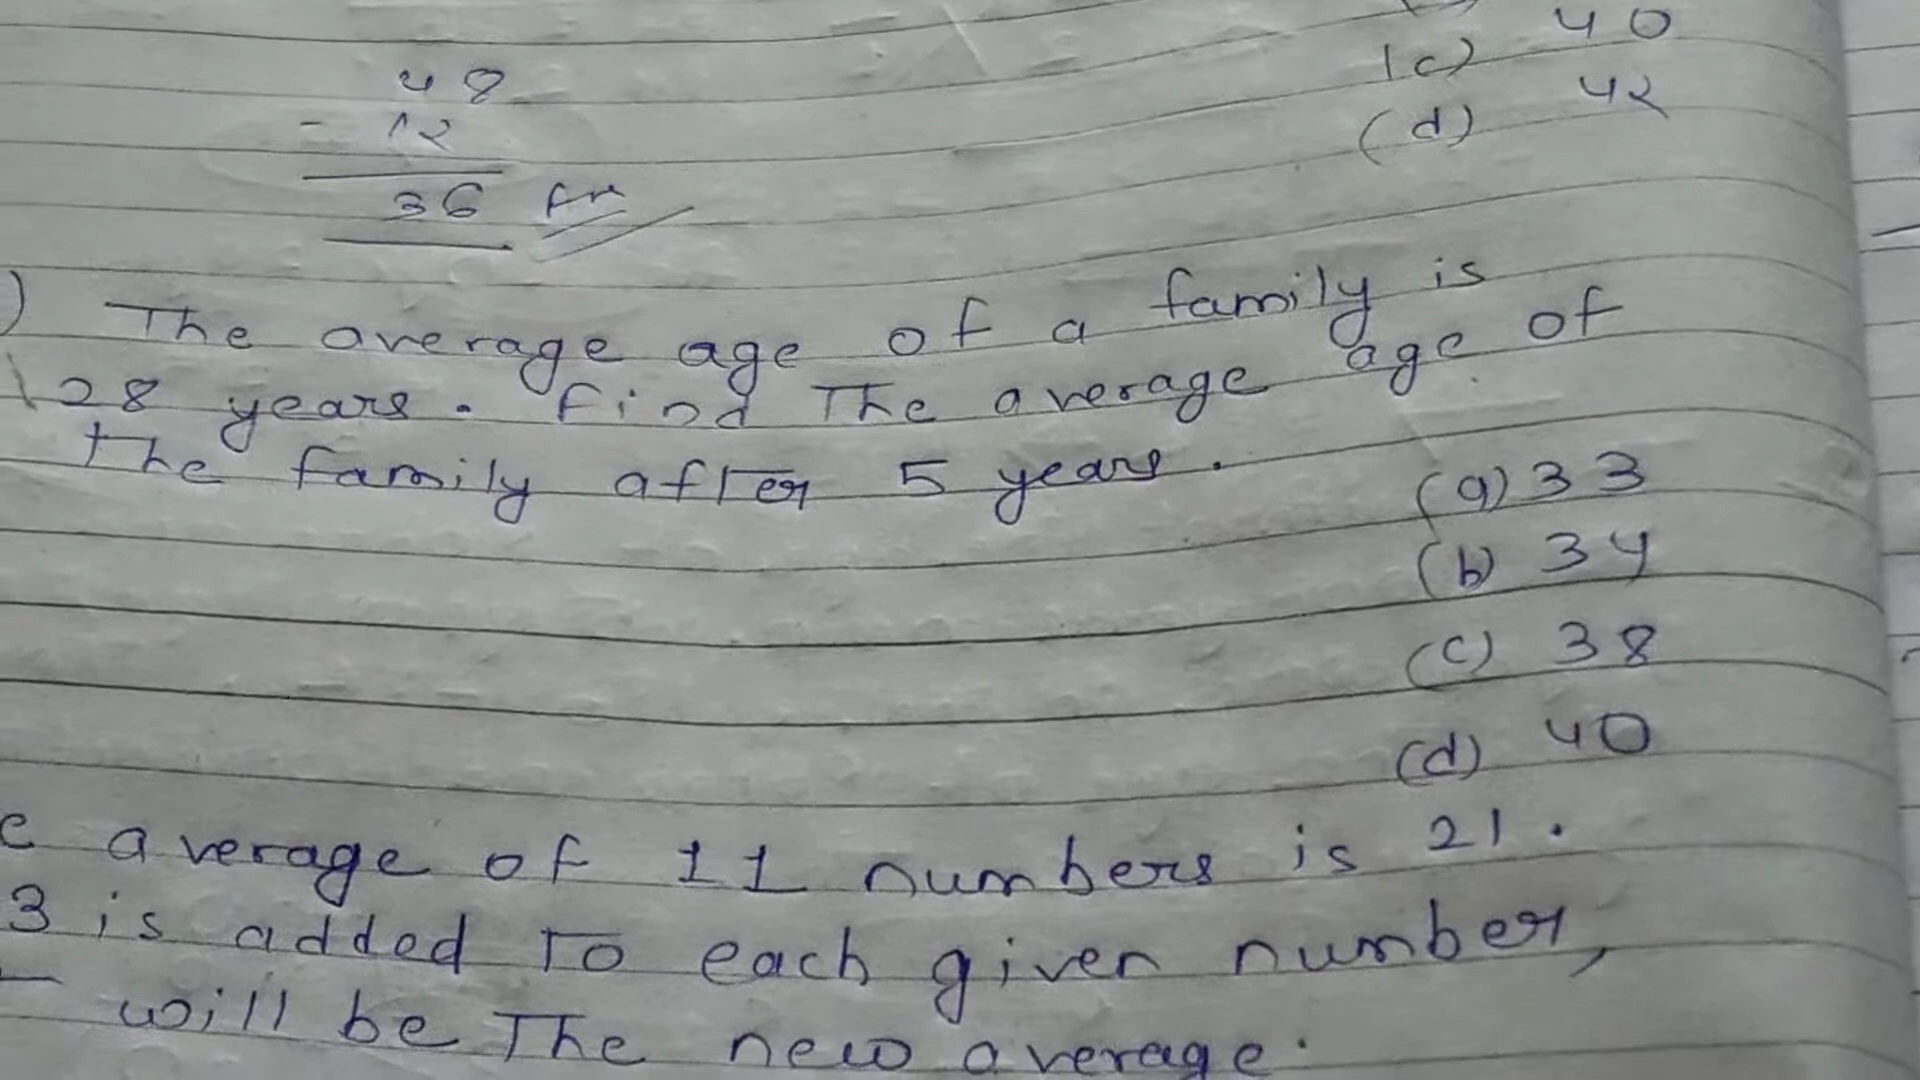 (c) 40
(d) 42
48
- 12
36 Ans
) The average age of a family is
28 years. Find The average age of
the family after 5 years.
(a) 33
(b) 34
(c) 38
(d) 40
e average of 11 numbers is 21.
3 is added To each given number,
will be The new average.